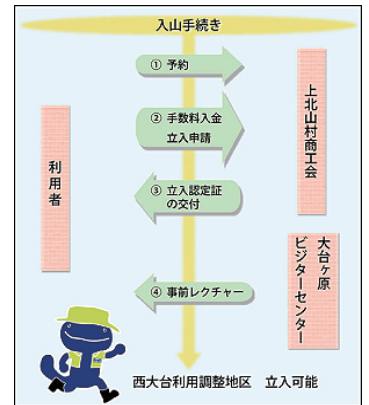 入山手続き
① 予約
② 手数料入金
立入申請
③ 立入認定証
の交付
④ 事前レクチャー
利用者
上北山村商工会
大台ヶ原
ビジターセンター
西大台利用調整地区　立入可能